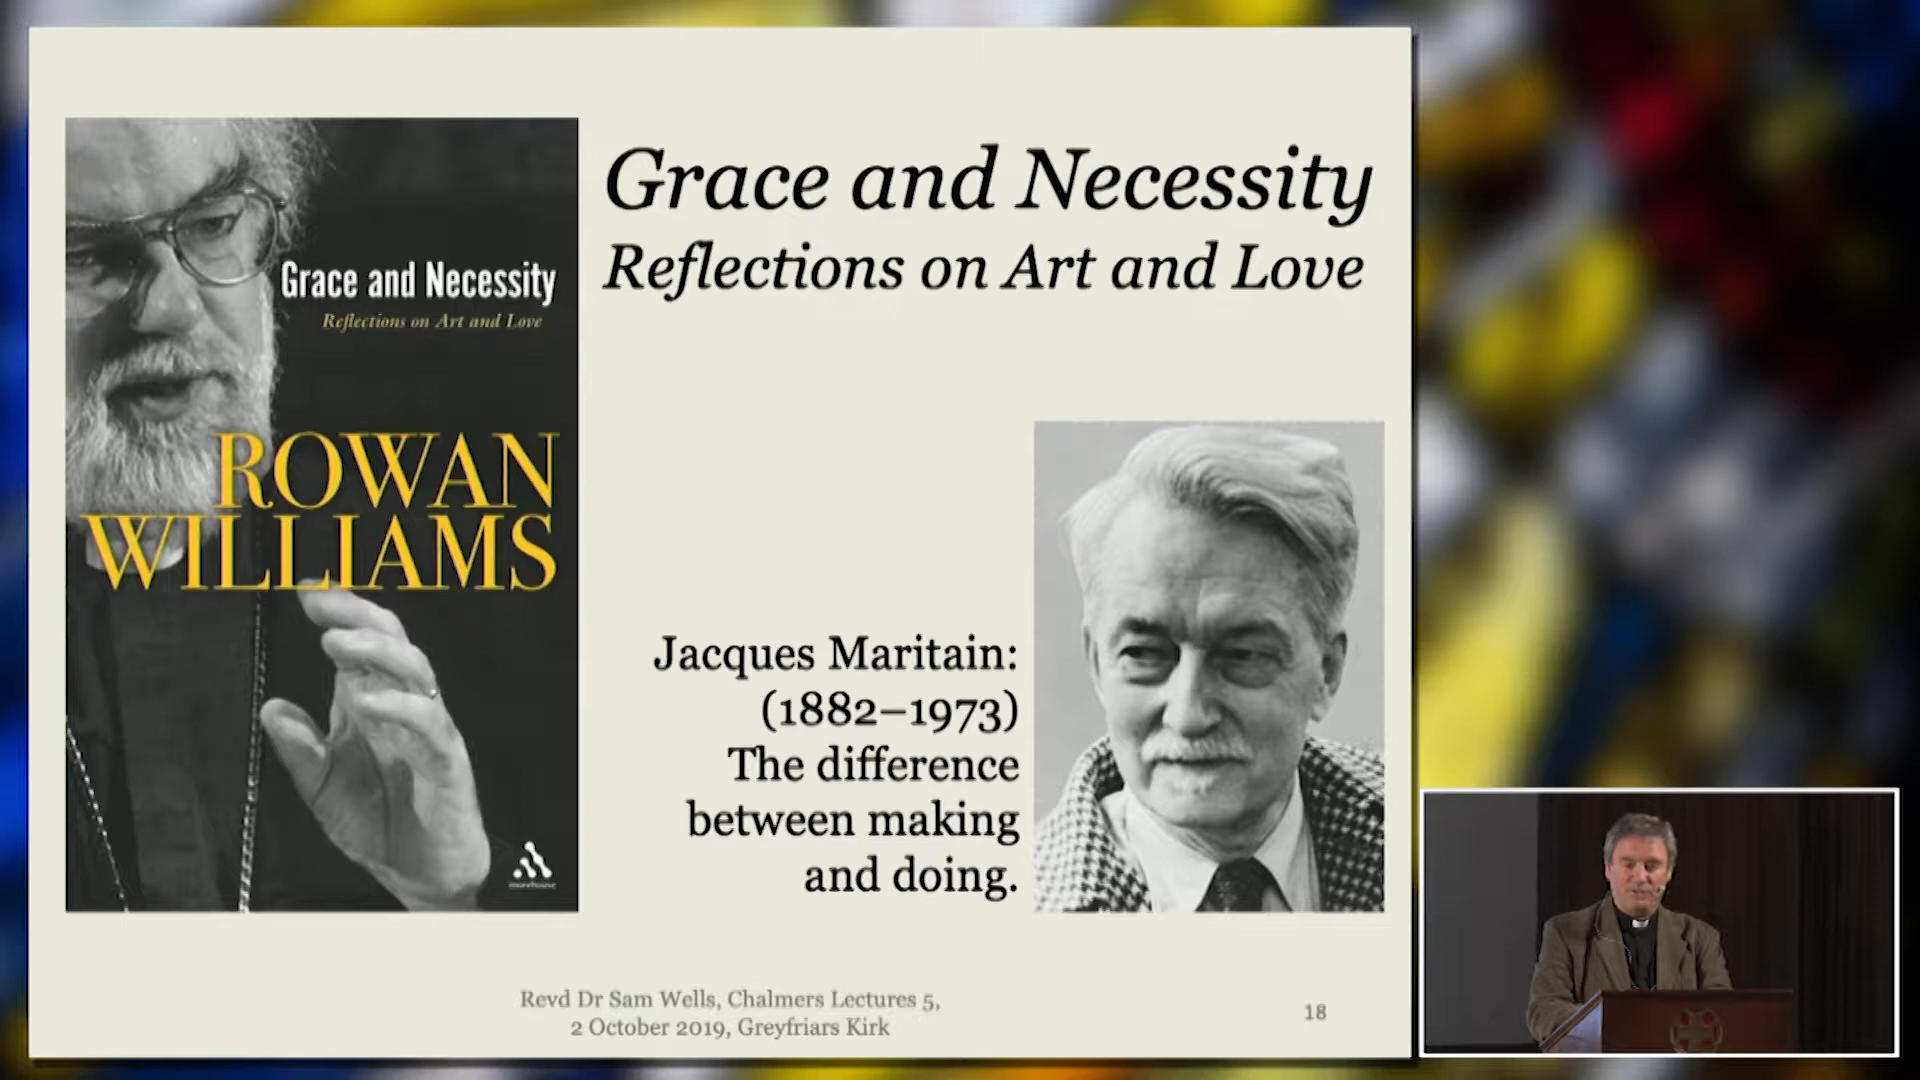 Grace and Necessity
Reflections on Art and Love
ROWAN
WILLIAMS
morehouse
Grace and Necessity
Reflections on Art and Love
Jacques Maritain:
(1882–1973)
The difference
between making
and doing.
Revd Dr Sam Wells, Chalmers Lectures 5,
2 October 2019, Greyfriars Kirk
18